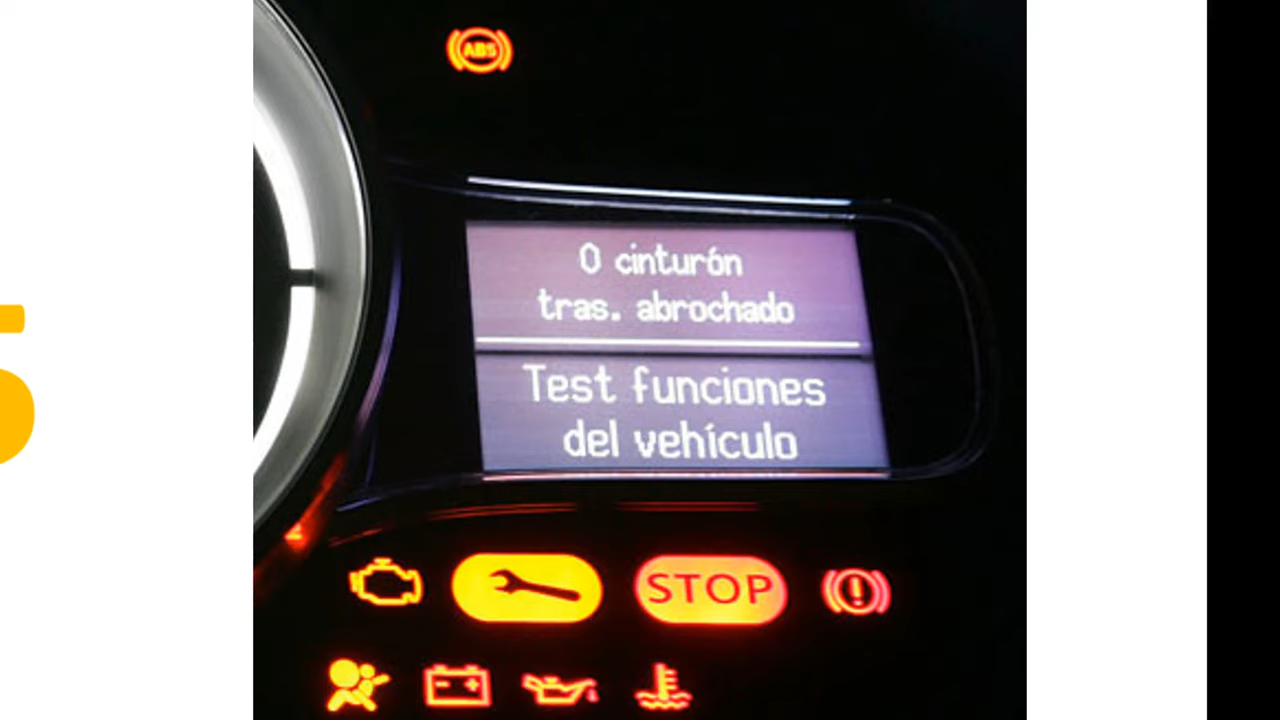 ABS
0 cinturón
tras. abrochado
Test funciones
del vehículo
STOP